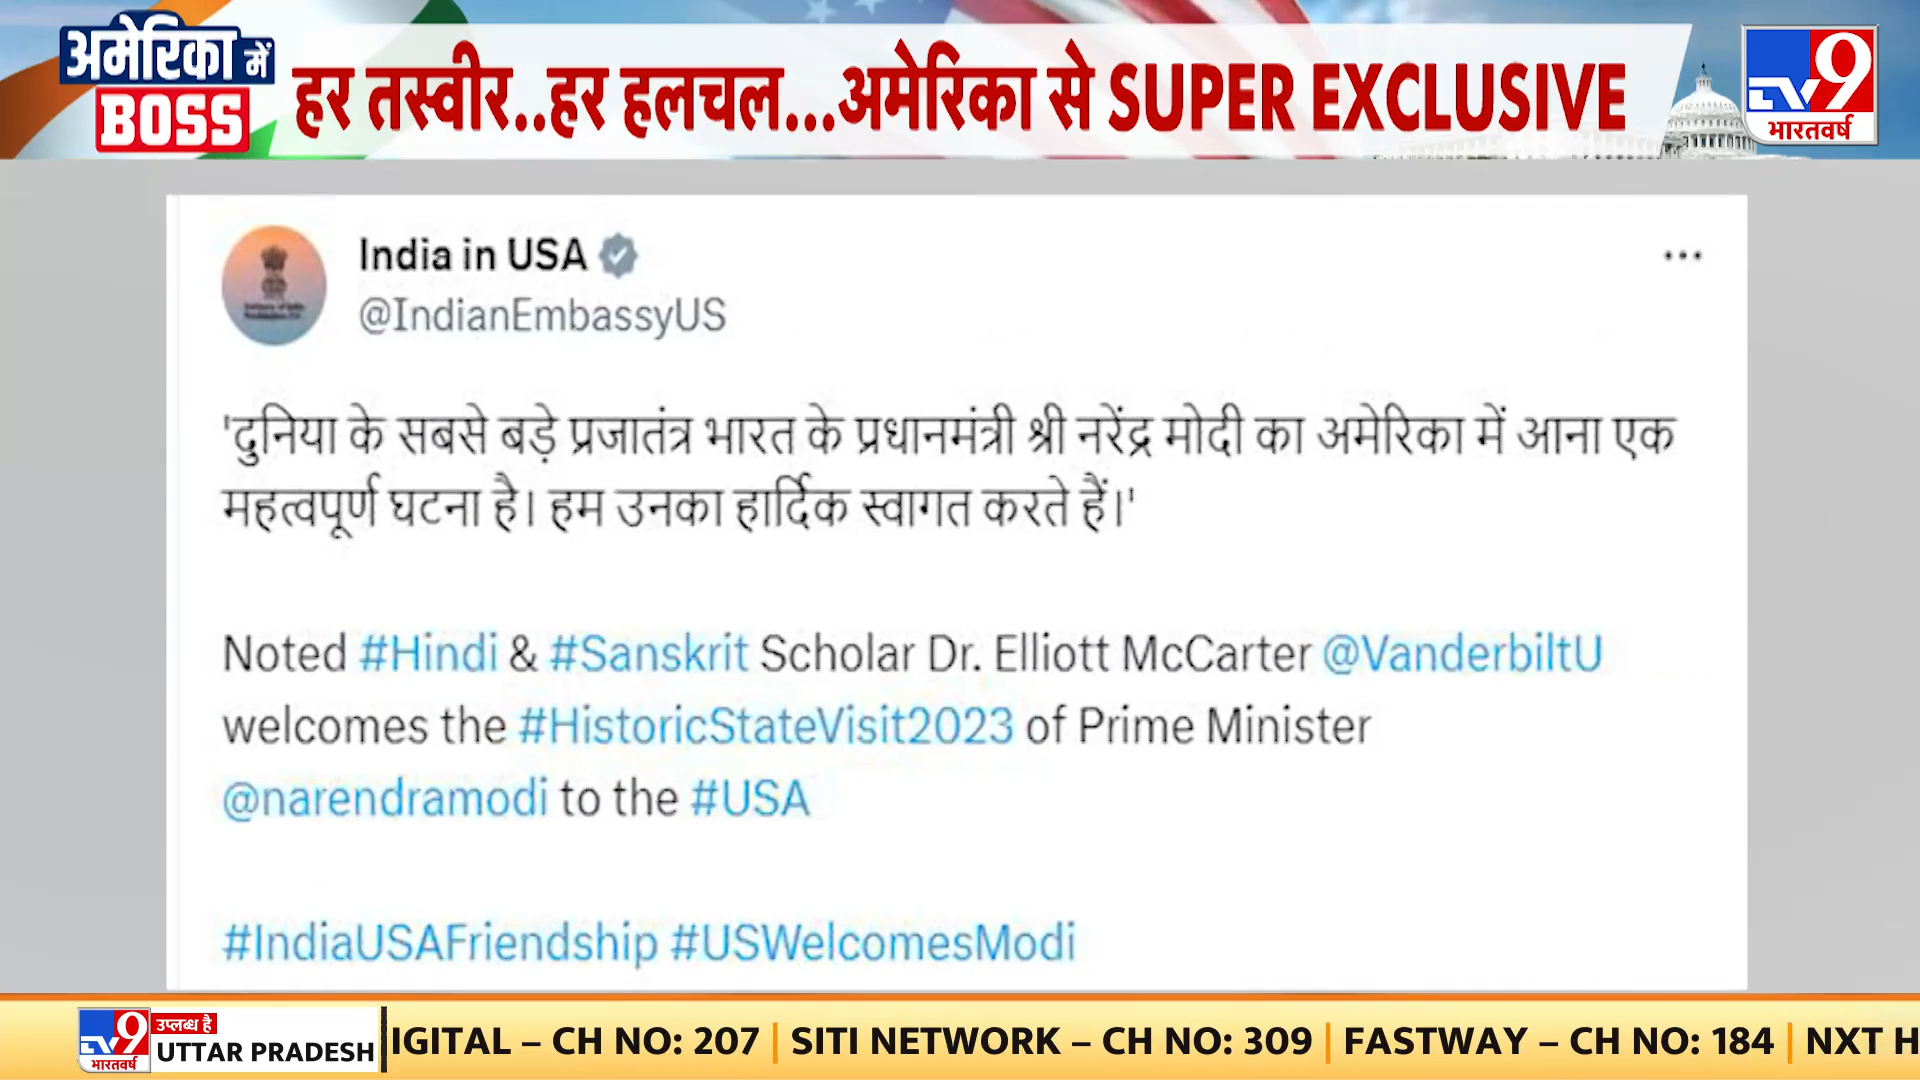 अमेरिका में
BOSS
हर तस्वीर..हर हलचल...अमेरिका से SUPER EXCLUSIVE
TV9
भारतवर्ष
India in USA
@IndianEmbassyUS
'दुनिया के सबसे बड़े प्रजातंत्र भारत के प्रधानमंत्री श्री नरेंद्र मोदी का अमेरिका में आना एक
महत्वपूर्ण घटना है। हम उनका हार्दिक स्वागत करते हैं।'
Noted #Hindi & #Sanskrit Scholar Dr. Elliott McCarter @VanderbiltU
welcomes the #HistoricStateVisit2023 of Prime Minister
@narendramodi to the #USA
#IndiaUSAFriendship #USWelcomesModi
TV9
भारतवर्ष
उप्लब्ध है
UTTAR PRADESH
IGITAL – CH NO: 207 | SITI NETWORK – CH NO: 309 | FASTWAY – CH NO: 184 | NXT H